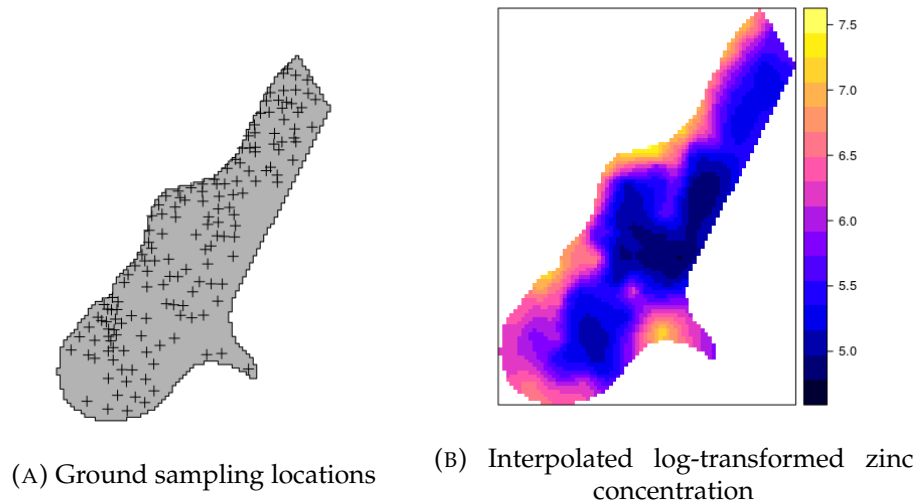 7.5
7.0
6.5
6.0
5.5
5.0
(A) Ground sampling locations
(B) Interpolated log-transformed zinc
concentration